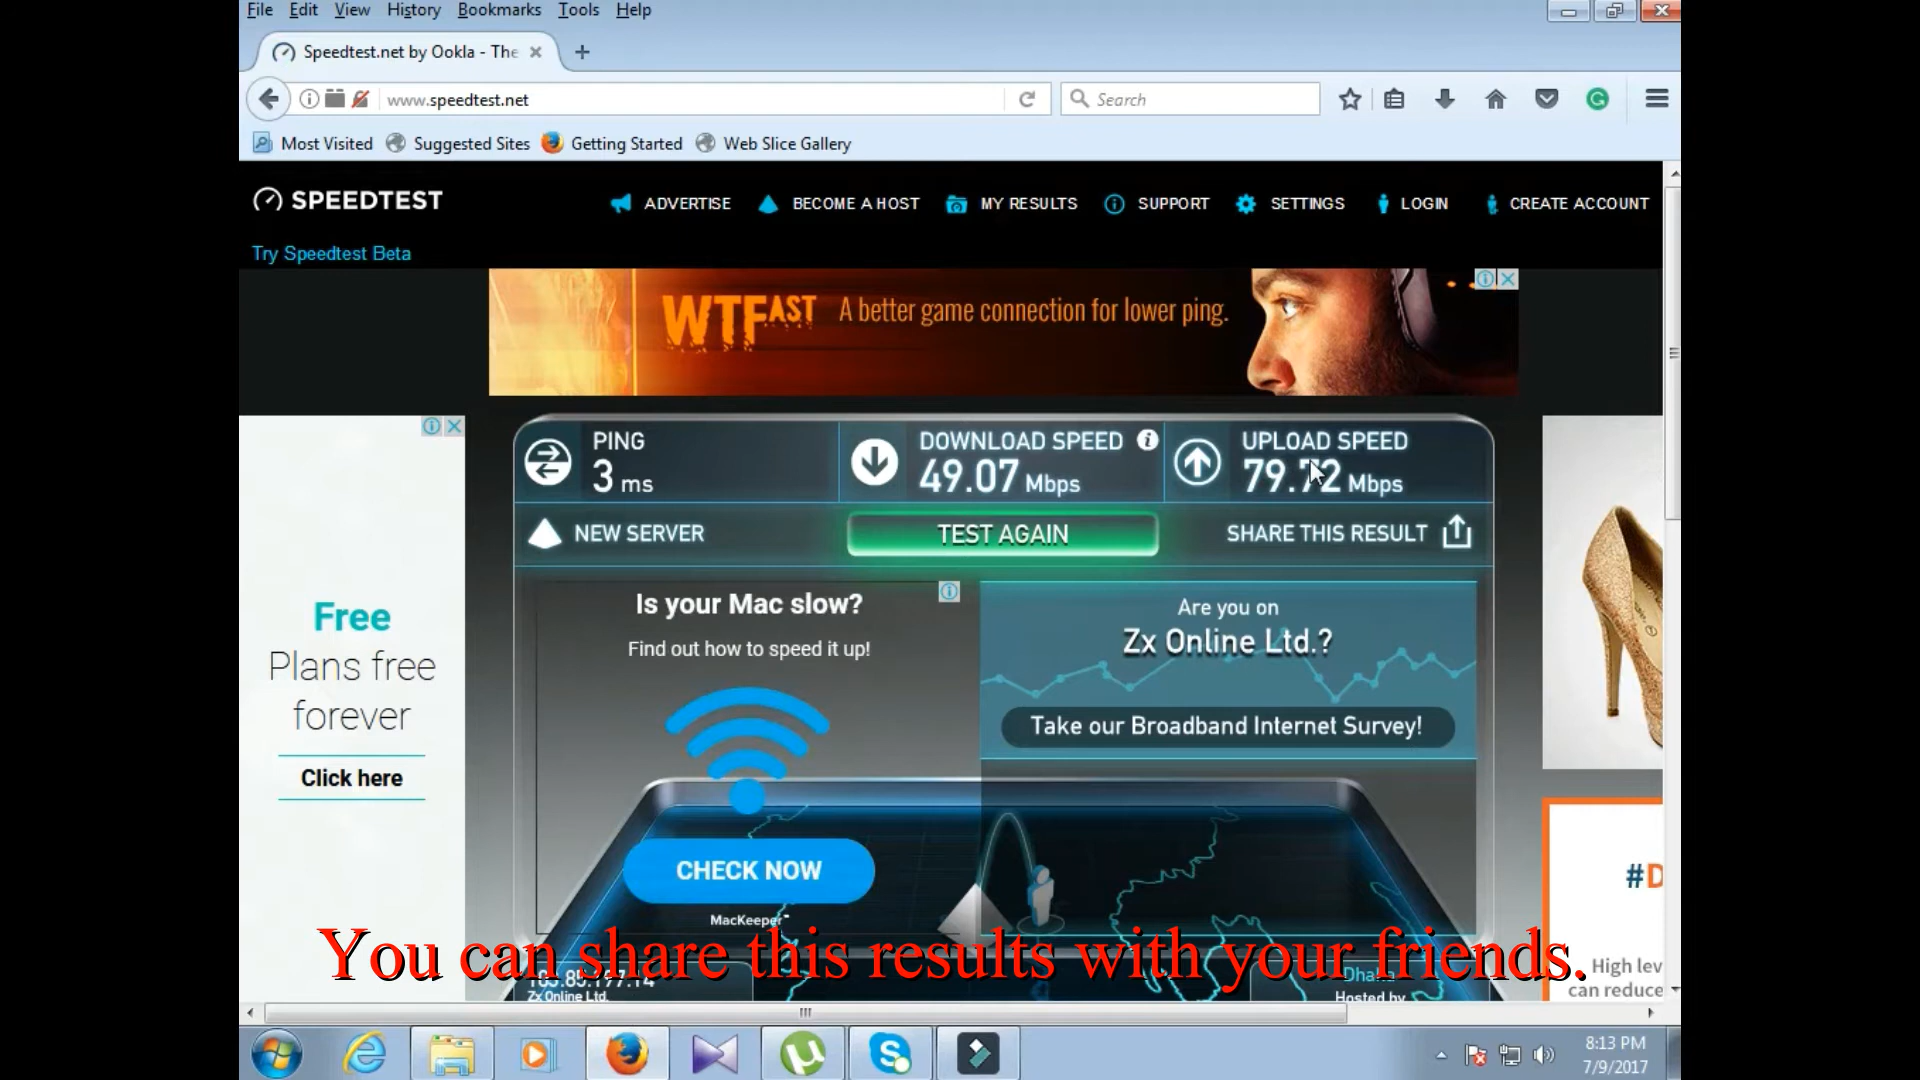 File Edit View History Bookmarks Tools Help
Speedtest.net by Ookla - The
www.speedtest.net
Search
Most Visited Suggested Sites Getting Started Web Slice Gallery
SPEEDTEST
ADVERTISE BECOME A HOST MY RESULTS SUPPORT SETTINGS LOGIN CREATE ACCOUNT
Try Speedtest Beta
WTFAST A better game connection for lower ping.
PING
3 ms
DOWNLOAD SPEED
49.07 Mbps
UPLOAD SPEED
79.72 Mbps
NEW SERVER
TEST AGAIN
SHARE THIS RESULT
Free
Plans free
forever
Click here
Is your Mac slow?
Find out how to speed it up!
CHECK NOW
MacKeeper
Are you on
Zx Online Ltd.?
Take our Broadband Internet Survey!
#D
High lev
can reduce
You can share this results with your friends.
Zx Online Ltd.
Dhaka
Hosted by
8:13 PM
7/9/2017